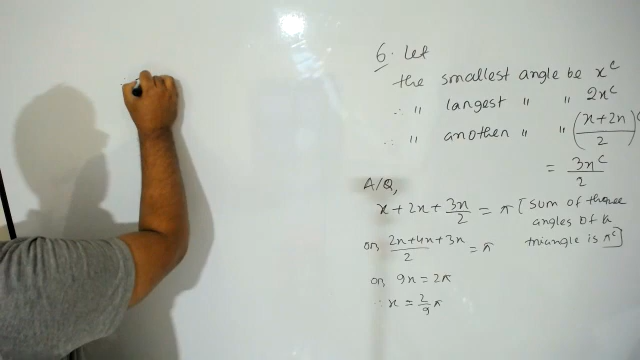 6. Let
the smallest angle be x^c
∴ " largest " " 2x^c
∴ " another " " (x+2x/2)^c
= 3x^c/2
A/Q,
x + 2x + 3x/2 = π [sum of three angles of a triangle is π^c]
or, 2x+4x+3x/2 = π
or, 9x = 2π
∴ x = 2/9 π